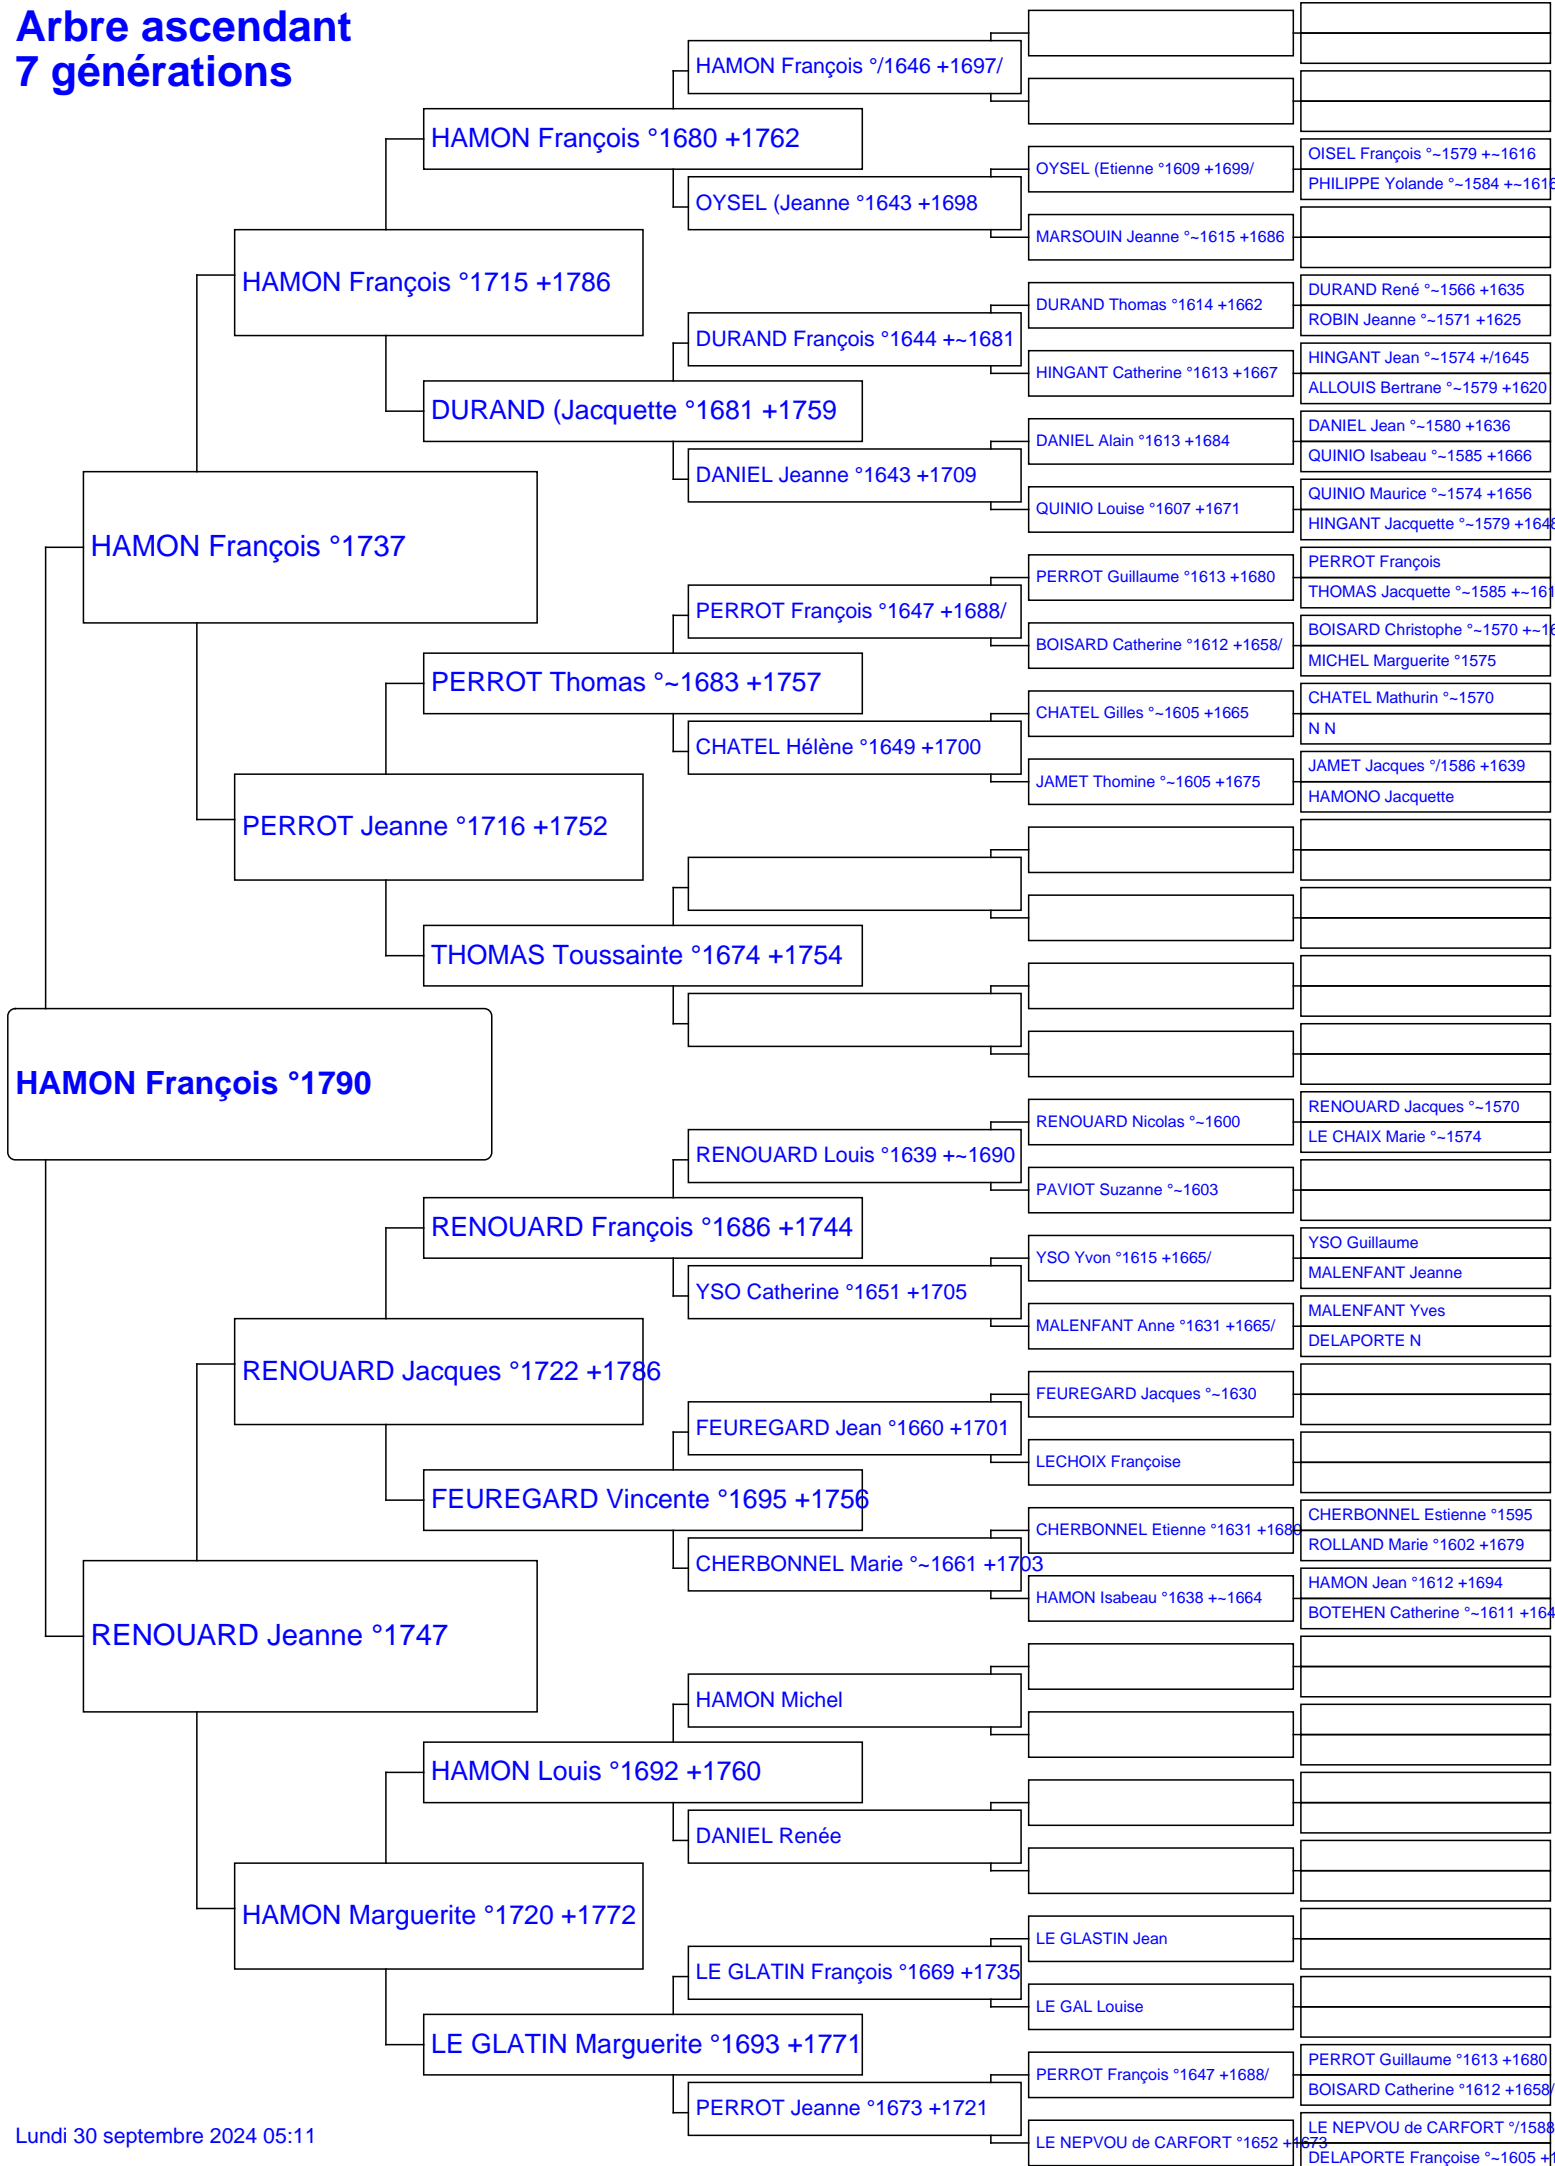 Arbre ascendant
7 générations
HAMON François °1790
HAMON François °1737
RENOUARD Jeanne °1747
HAMON François °1715 +1786
PERROT Jeanne °1716 +1752
RENOUARD Jacques °1722 +1786
HAMON Marguerite °1720 +1772
HAMON François °1680 +1762
DURAND (Jacquette °1681 +1759
PERROT Thomas °~1683 +1757
THOMAS Toussainte °1674 +1754
RENOUARD François °1686 +1744
FEUREGARD Vincente °1695 +1756
HAMON Louis °1692 +1760
LE GLATIN Marguerite °1693 +1771
HAMON François °/1646 +1697/
OYSEL (Jeanne °1643 +1698
DURAND François °1644 +~1681
DANIEL Jeanne °1643 +1709
PERROT François °1647 +1688/
CHATEL Hélène °1649 +1700
RENOUARD Louis °1639 +~1690
YSO Catherine °1651 +1705
FEUREGARD Jean °1660 +1701
CHERBONNEL Marie °~1661 +1703
HAMON Michel
DANIEL Renée
LE GLATIN François °1669 +1735
PERROT Jeanne °1673 +1721
OYSEL (Etienne °1609 +1699/
MARSOUIN Jeanne °~1615 +1686
DURAND Thomas °1614 +1662
HINGANT Catherine °1613 +1667
DANIEL Alain °1613 +1684
QUINIO Louise °1607 +1671
PERROT Guillaume °1613 +1680
BOISARD Catherine °1612 +1658/
CHATEL Gilles °~1605 +1665
JAMET Thomine °~1605 +1675
RENOUARD Nicolas °~1600
PAVIOT Suzanne °~1603
YSO Yvon °1615 +1665/
MALENFANT Anne °1631 +1665/
FEUREGARD Jacques °~1630
LECHOIX Françoise
CHERBONNEL Etienne °1631 +1680
HAMON Isabeau °1638 +~1664
LE GLASTIN Jean
LE GAL Louise
PERROT François °1647 +1688/
LE NEPVOU de CARFORT °1652 +1673
OISEL François °~1579 +~1616
PHILIPPE Yolande °~1584 +~1616
DURAND René °~1566 +1635
ROBIN Jeanne °~1571 +1625
HINGANT Jean °~1574 +/1645
ALLOUIS Bertrane °~1579 +1620
DANIEL Jean °~1580 +1636
QUINIO Isabeau °~1585 +1666
QUINIO Maurice °~1574 +1656
HINGANT Jacquette °~1579 +1648
PERROT François
THOMAS Jacquette °~1585 +~161
BOISARD Christophe °~1570 +~16
MICHEL Marguerite °1575
CHATEL Mathurin °~1570
N N
JAMET Jacques °/1586 +1639
HAMONO Jacquette
RENOUARD Jacques °~1570
LE CHAIX Marie °~1574
YSO Guillaume
MALENFANT Jeanne
MALENFANT Yves
DELAPORTE N
CHERBONNEL Estienne °1595
ROLLAND Marie °1602 +1679
HAMON Jean °1612 +1694
BOTEHEN Catherine °~1611 +164
PERROT Guillaume °1613 +1680
BOISARD Catherine °1612 +1658/
LE NEPVOU de CARFORT °/1588
DELAPORTE Françoise °~1605 +1
Lundi 30 septembre 2024 05:11